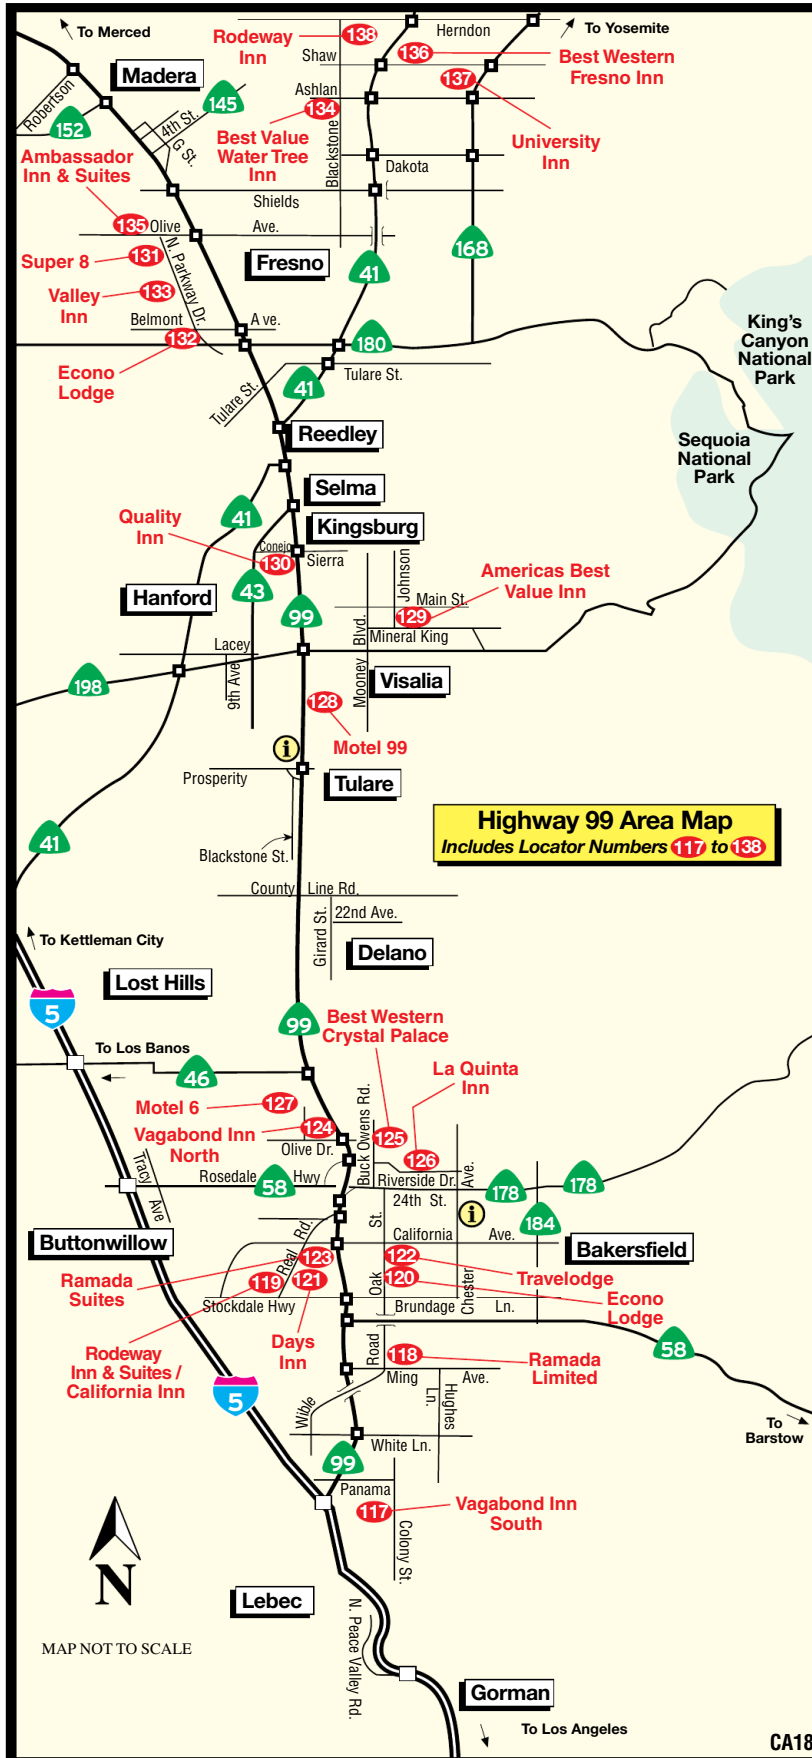 To Merced
Rodeway
Inn
138
Herndon
To Yosemite
Shaw
136
Best Western
Fresno Inn
Madera
145
Robertson
152
4th St.
G St.
Ashlan
134
137
Best Value
Water Tree
Inn
Blackstone
University
Inn
Dakota
Ambassador
Inn & Suites
Shields
135
Olive
Ave.
Super 8
131
Fresno
41
168
Valley
Inn
133
N. Parkway Dr.
Belmont
Ave.
132
180
Econo
Lodge
Tulare St.
Tulare St.
41
King's
Canyon
National
Park
Reedley
Sequoia
National
Park
Selma
41
Quality
Inn
Kingsburg
Conejo
130
Sierra
Johnson
Americas Best
Value Inn
Hanford
43
99
Main St.
129
Blvd.
Mineral King
Lacey
9th Ave
198
Mooney
Visalia
128
Motel 99
i
Prosperity
Tulare
Highway 99 Area Map
Includes Locator Numbers 117 to 138
41
Blackstone St.
County Line Rd.
Girard St.
22nd Ave.
To Kettleman City
Delano
Lost Hills
5
99
Best Western
Crystal Palace
To Los Banos
46
La Quinta
Inn
Motel 6
127
Vagabond Inn
North
124
Buck Owens Rd.
125
126
Olive Dr.
Tracy
Ave
Rosedale
Hwy
58
Riverside Dr.
Ave.
178
178
24th St.
i
184
St.
California
Ave.
Buttonwillow
Real Rd.
Bakersfield
Ramada
Suites
123
122
Travelodge
119
121
Oak
120
Chester
Econo
Lodge
Stockdale Hwy
Brundage
Ln.
Rodeway
Inn & Suites /
California Inn
Days
Inn
Road
118
Ramada
Limited
58
Ming
Ave.
5
Wible
Hughes
Ln.
To
Barstow
White Ln.
99
Panama
117
Vagabond Inn
South
Colony St.
N
Lebec
MAP NOT TO SCALE
N. Peace Valley Rd.
Gorman
To Los Angeles
CA18